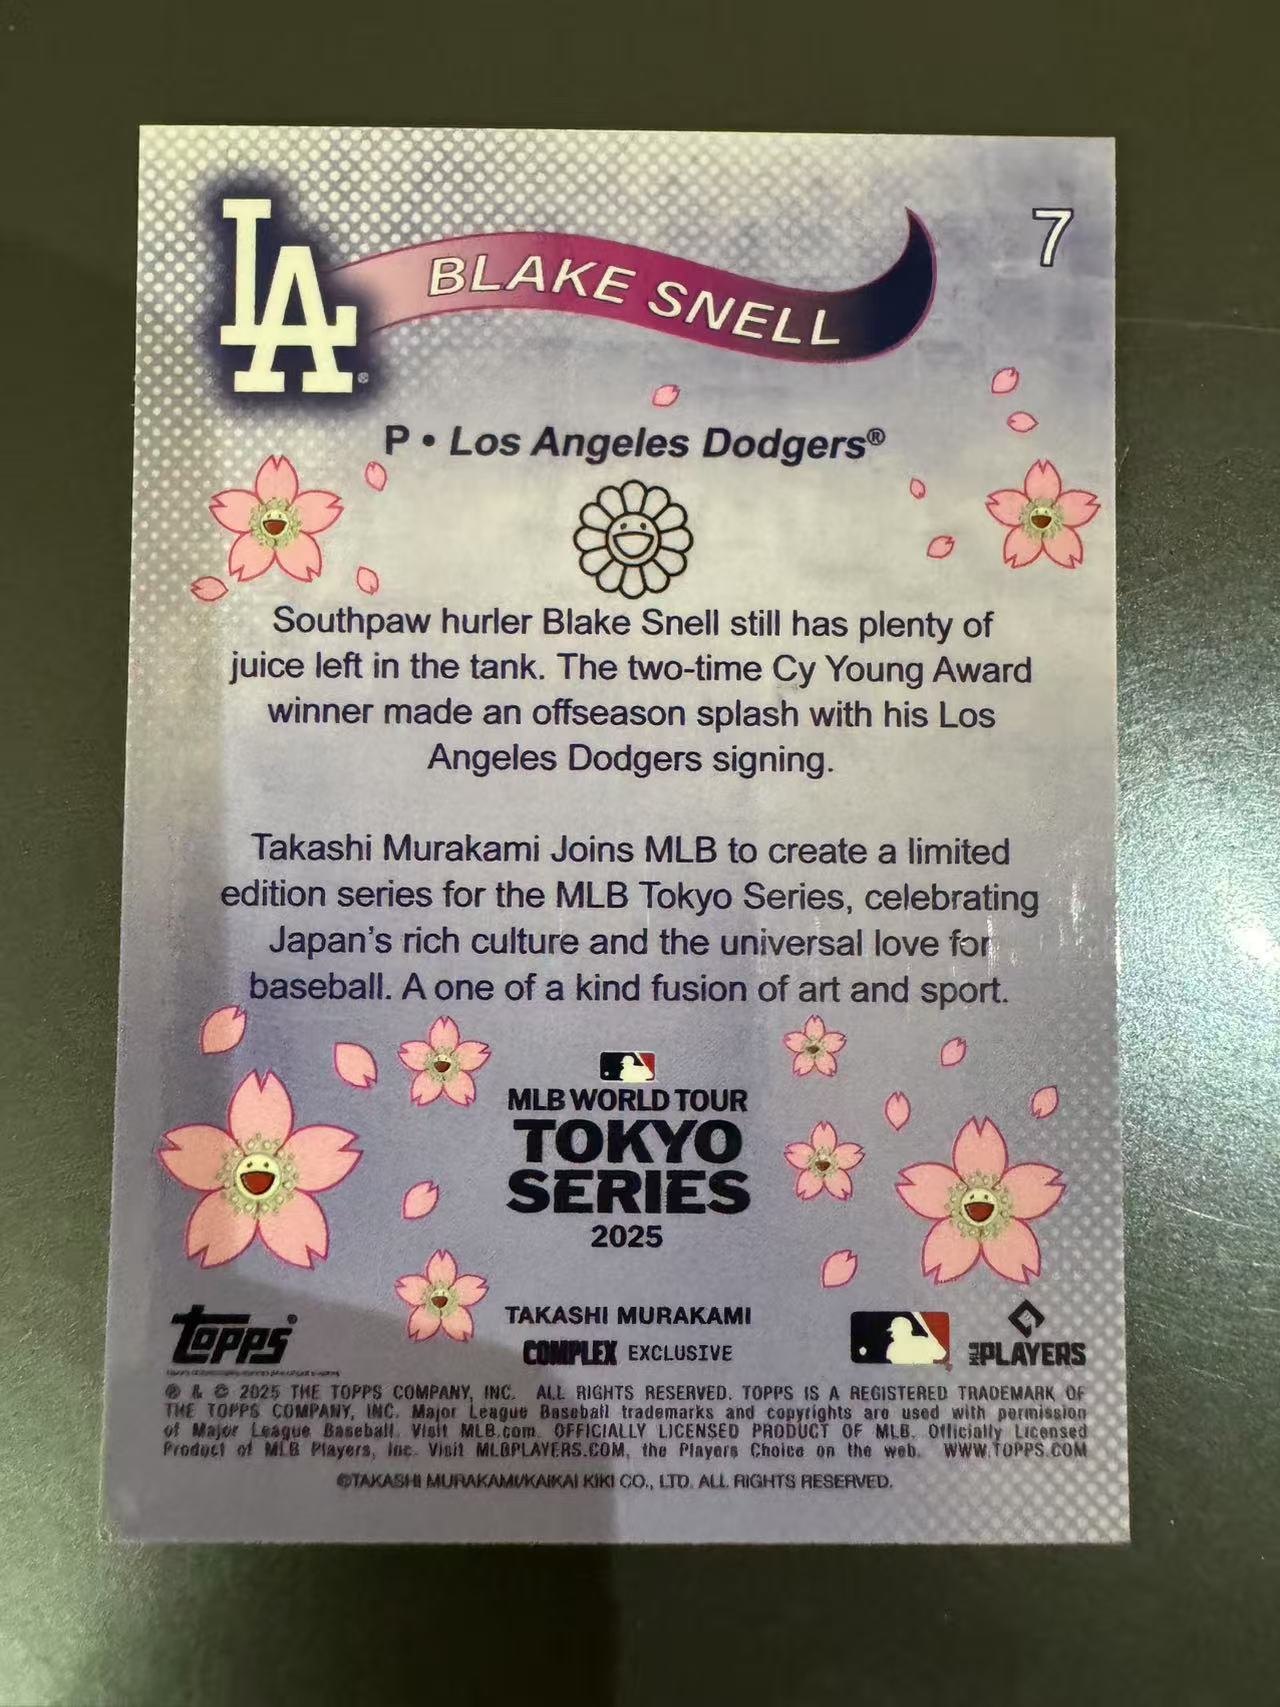 LA
BLAKE SNELL
7
P • Los Angeles Dodgers®
Southpaw hurler Blake Snell still has plenty of
juice left in the tank. The two-time Cy Young Award
winner made an offseason splash with his Los
Angeles Dodgers signing.
Takashi Murakami Joins MLB to create a limited
edition series for the MLB Tokyo Series, celebrating
Japan's rich culture and the universal love for
baseball. A one of a kind fusion of art and sport.
MLB WORLD TOUR
TOKYO
SERIES
2025
TAKASHI MURAKAMI
COMPLEX EXCLUSIVE
TOPPS
MLB PLAYERS
® & © 2025 THE TOPPS COMPANY, INC. ALL RIGHTS RESERVED. TOPPS IS A REGISTERED TRADEMARK OF
THE TOPPS COMPANY, INC. Major League Baseball trademarks and copyrights are used with permission
of Major League Baseball. Visit MLB.com. OFFICIALLY LICENSED PRODUCT OF MLB. Officially Licensed
Product of MLB Players, Inc. Visit MLBPLAYERS.COM, the Players Choice on the web. WWW.TOPPS.COM
©TAKASHI MURAKAMI/KAIKAI KIKI CO., LTD. ALL RIGHTS RESERVED.